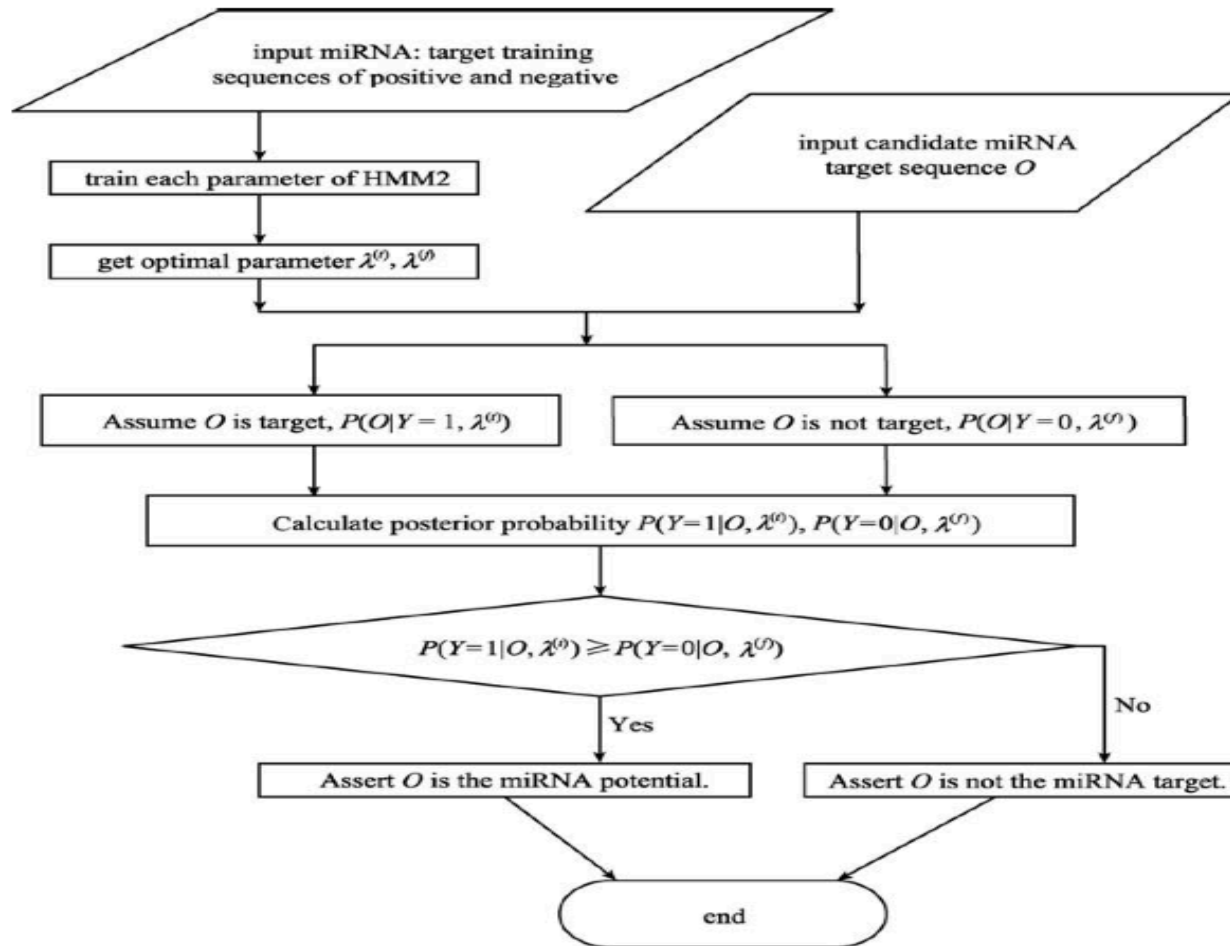 input miRNA: target training
sequences of positive and negative
input candidate miRNA
target sequence O
train each parameter of HMM2
get optimal parameter λ⁽ᵗ⁾, λ⁽ᶠ⁾
Assume O is target, P(O|Y = 1, λ⁽ᵗ⁾)
Assume O is not target, P(O|Y = 0, λ⁽ᶠ⁾)
Calculate posterior probability P(Y=1|O, λ⁽ᵗ⁾), P(Y=0|O, λ⁽ᶠ⁾)
P(Y=1|O, λ⁽ᵗ⁾) ⩾ P(Y=0|O, λ⁽ᶠ⁾)
Yes
No
Assert O is the miRNA potential.
Assert O is not the miRNA target.
end